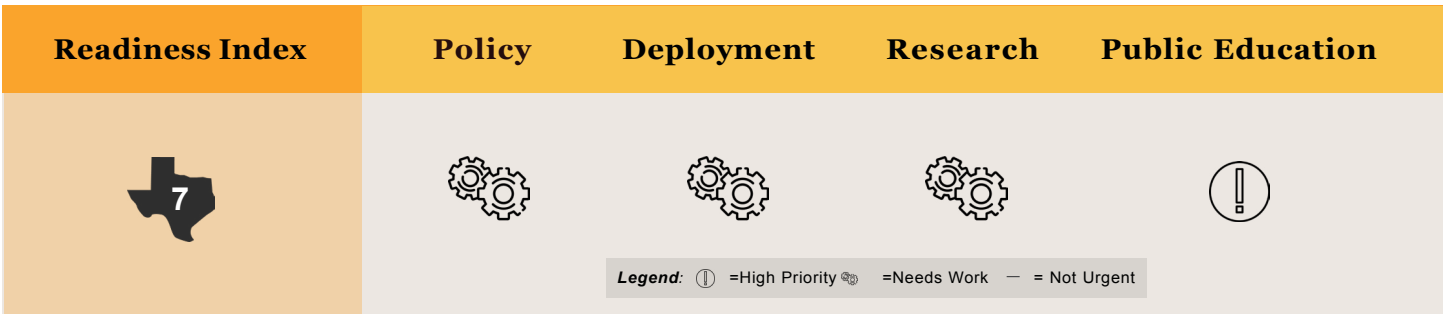 Readiness Index Policy Deployment Research Public Education
7
Legend: =High Priority =Needs Work — = Not Urgent